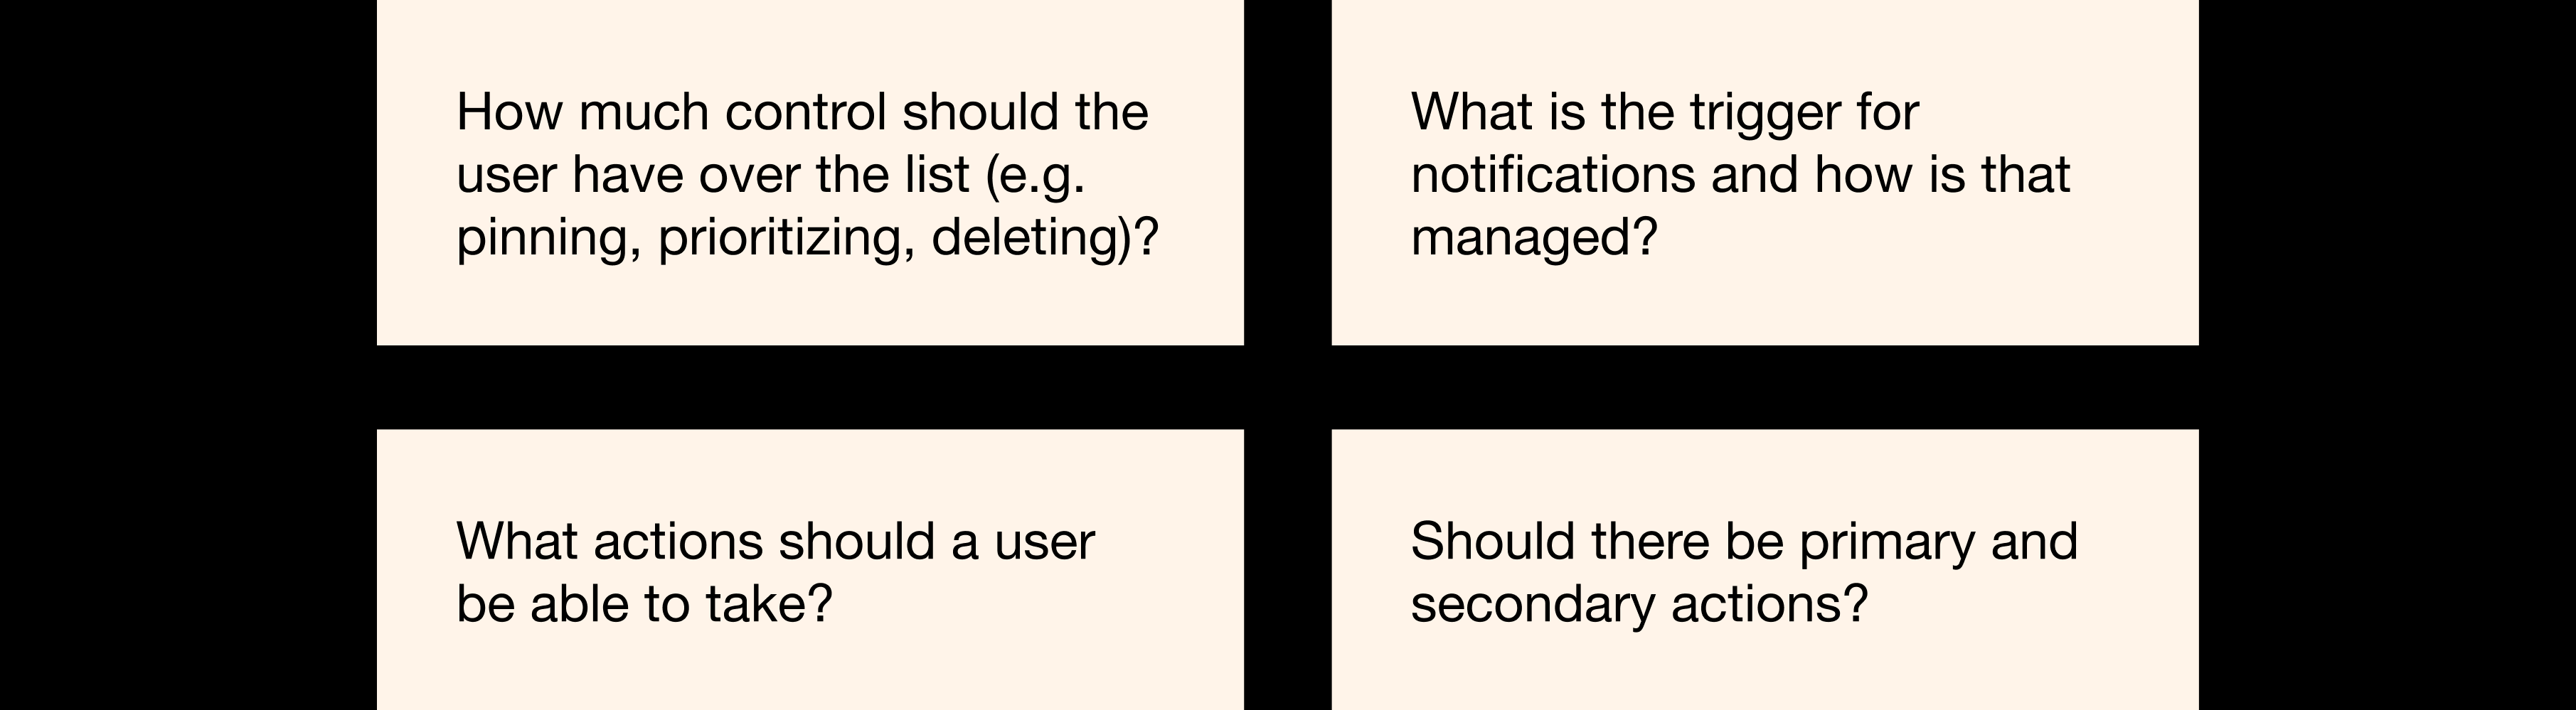 How much control should the
user have over the list (e.g.
pinning, prioritizing, deleting)?
What is the trigger for
notifications and how is that
managed?
What actions should a user
be able to take?
Should there be primary and
secondary actions?